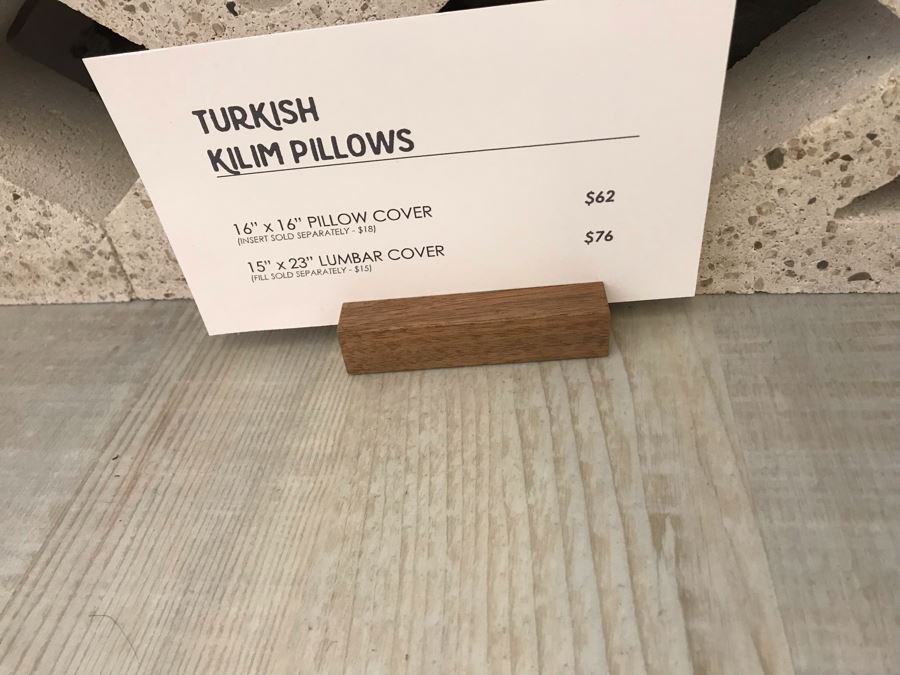 TURKISH
KILIM PILLOWS
16" x 16" PILLOW COVER $62
(INSERT SOLD SEPARATELY - $18)
15" x 23" LUMBAR COVER $76
(FILL SOLD SEPARATELY - $15)